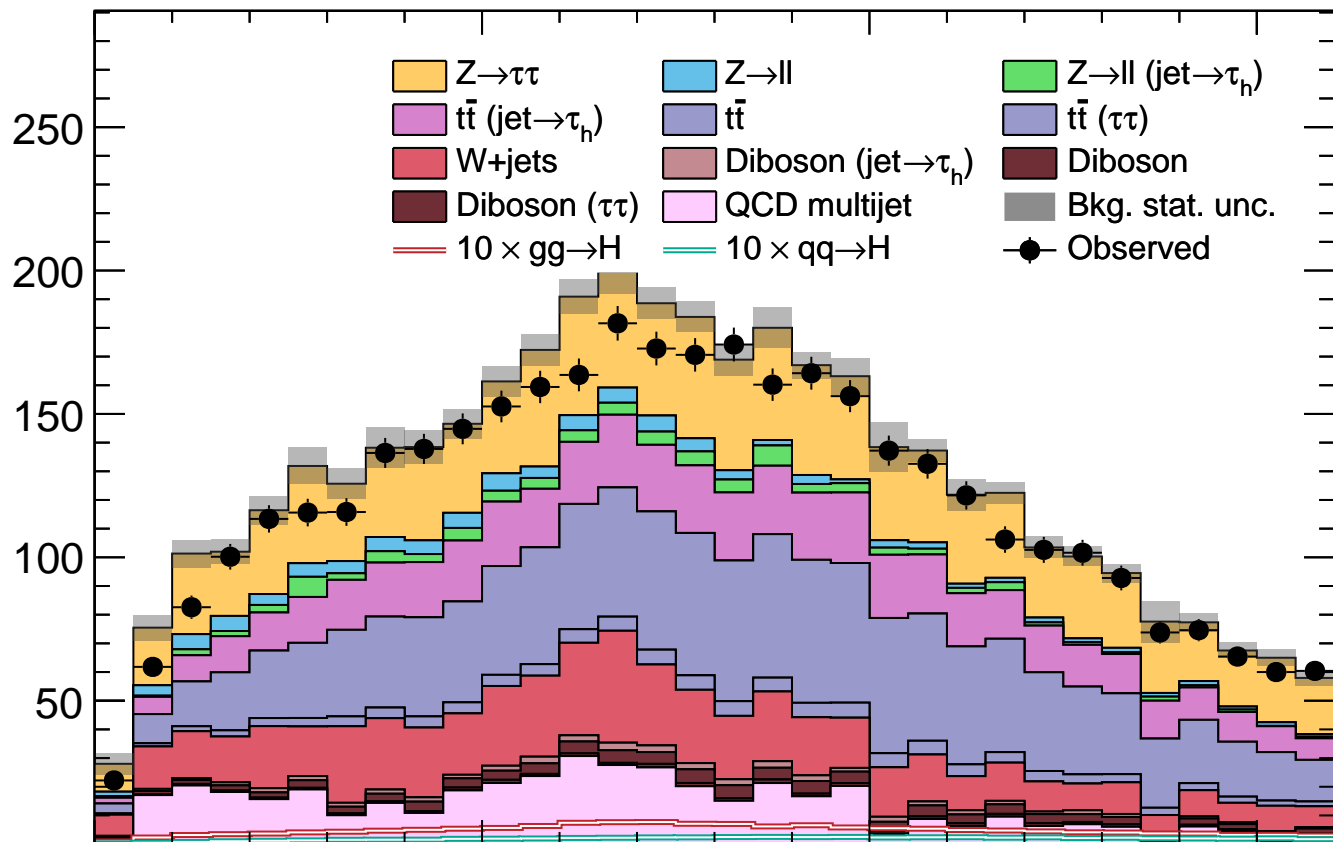 Z→ττ Z→ll Z→ll (jet→τh)
tt̄ (jet→τh) tt̄ tt̄ (ττ)
250
W+jets Diboson (jet→τh) Diboson
Diboson (ττ) QCD multijet Bkg. stat. unc.
10 × gg→H 10 × qq→H Observed
200
150
100
50